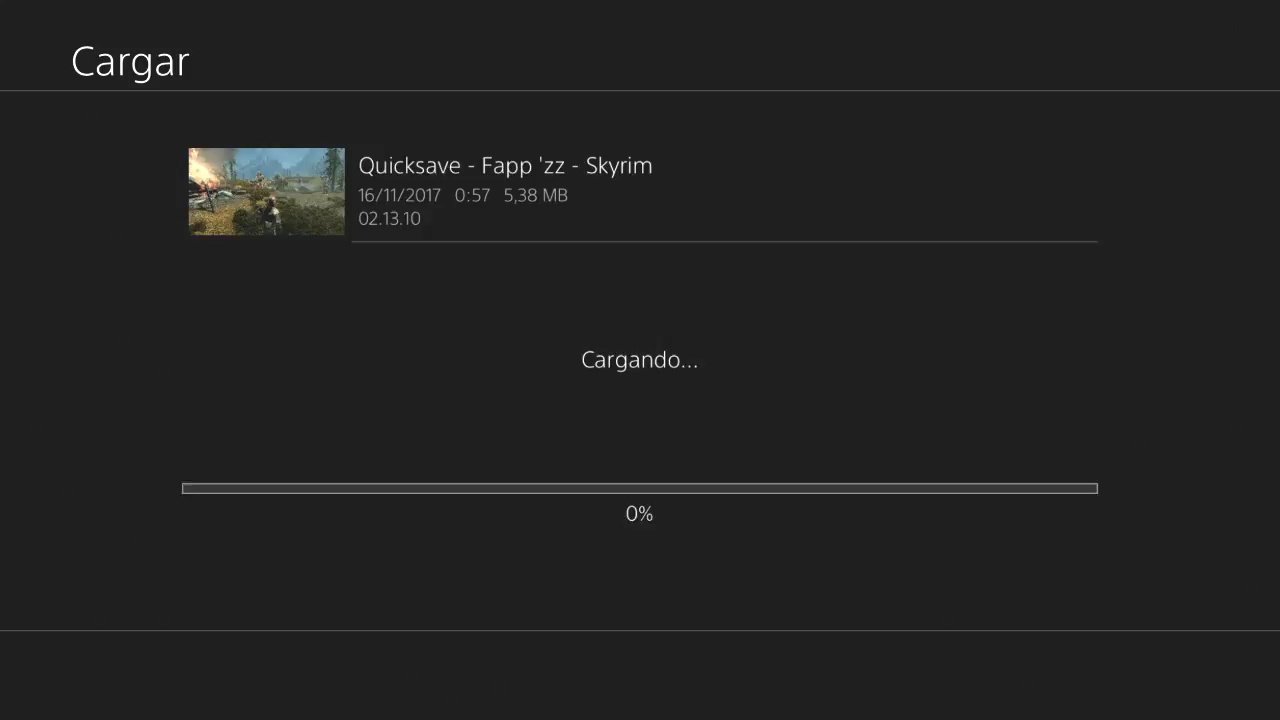 Cargar
Quicksave - Fapp 'zz - Skyrim
16/11/2017 0:57 5,38 MB
02.13.10
Cargando...
0%